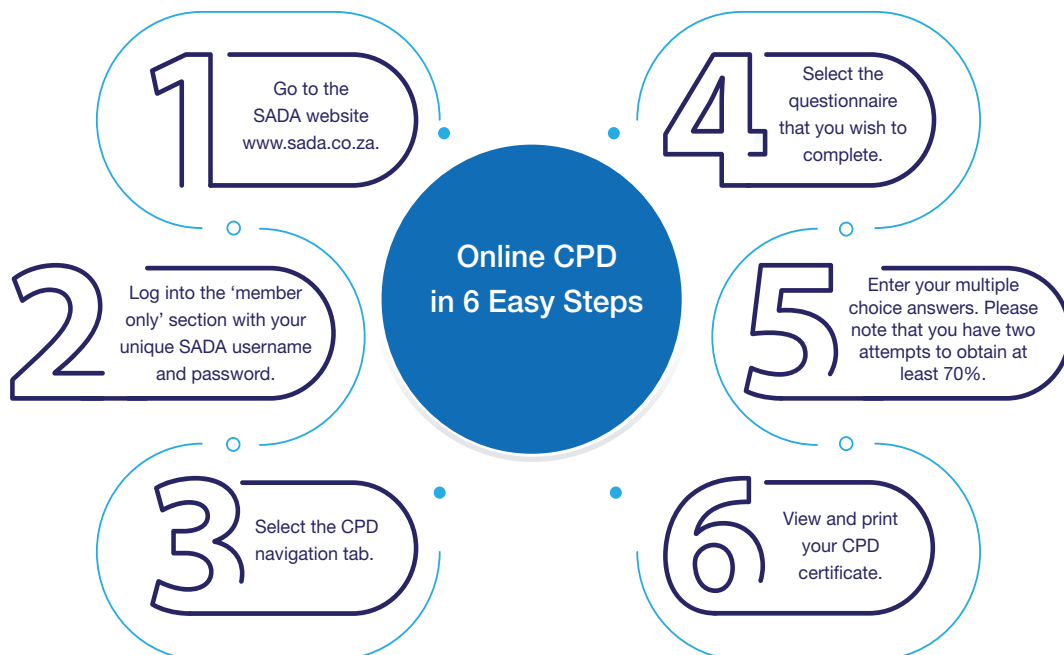 Online CPD
in 6 Easy Steps
1
Go to the
SADA website
www.sada.co.za.
2
Log into the ‘member
only’ section with your
unique SADA username
and password.
3
Select the CPD
navigation tab.
4
Select the
questionnaire
that you wish to
complete.
5
Enter your multiple
choice answers. Please
note that you have two
attempts to obtain at
least 70%.
6
View and print
your CPD
certificate.